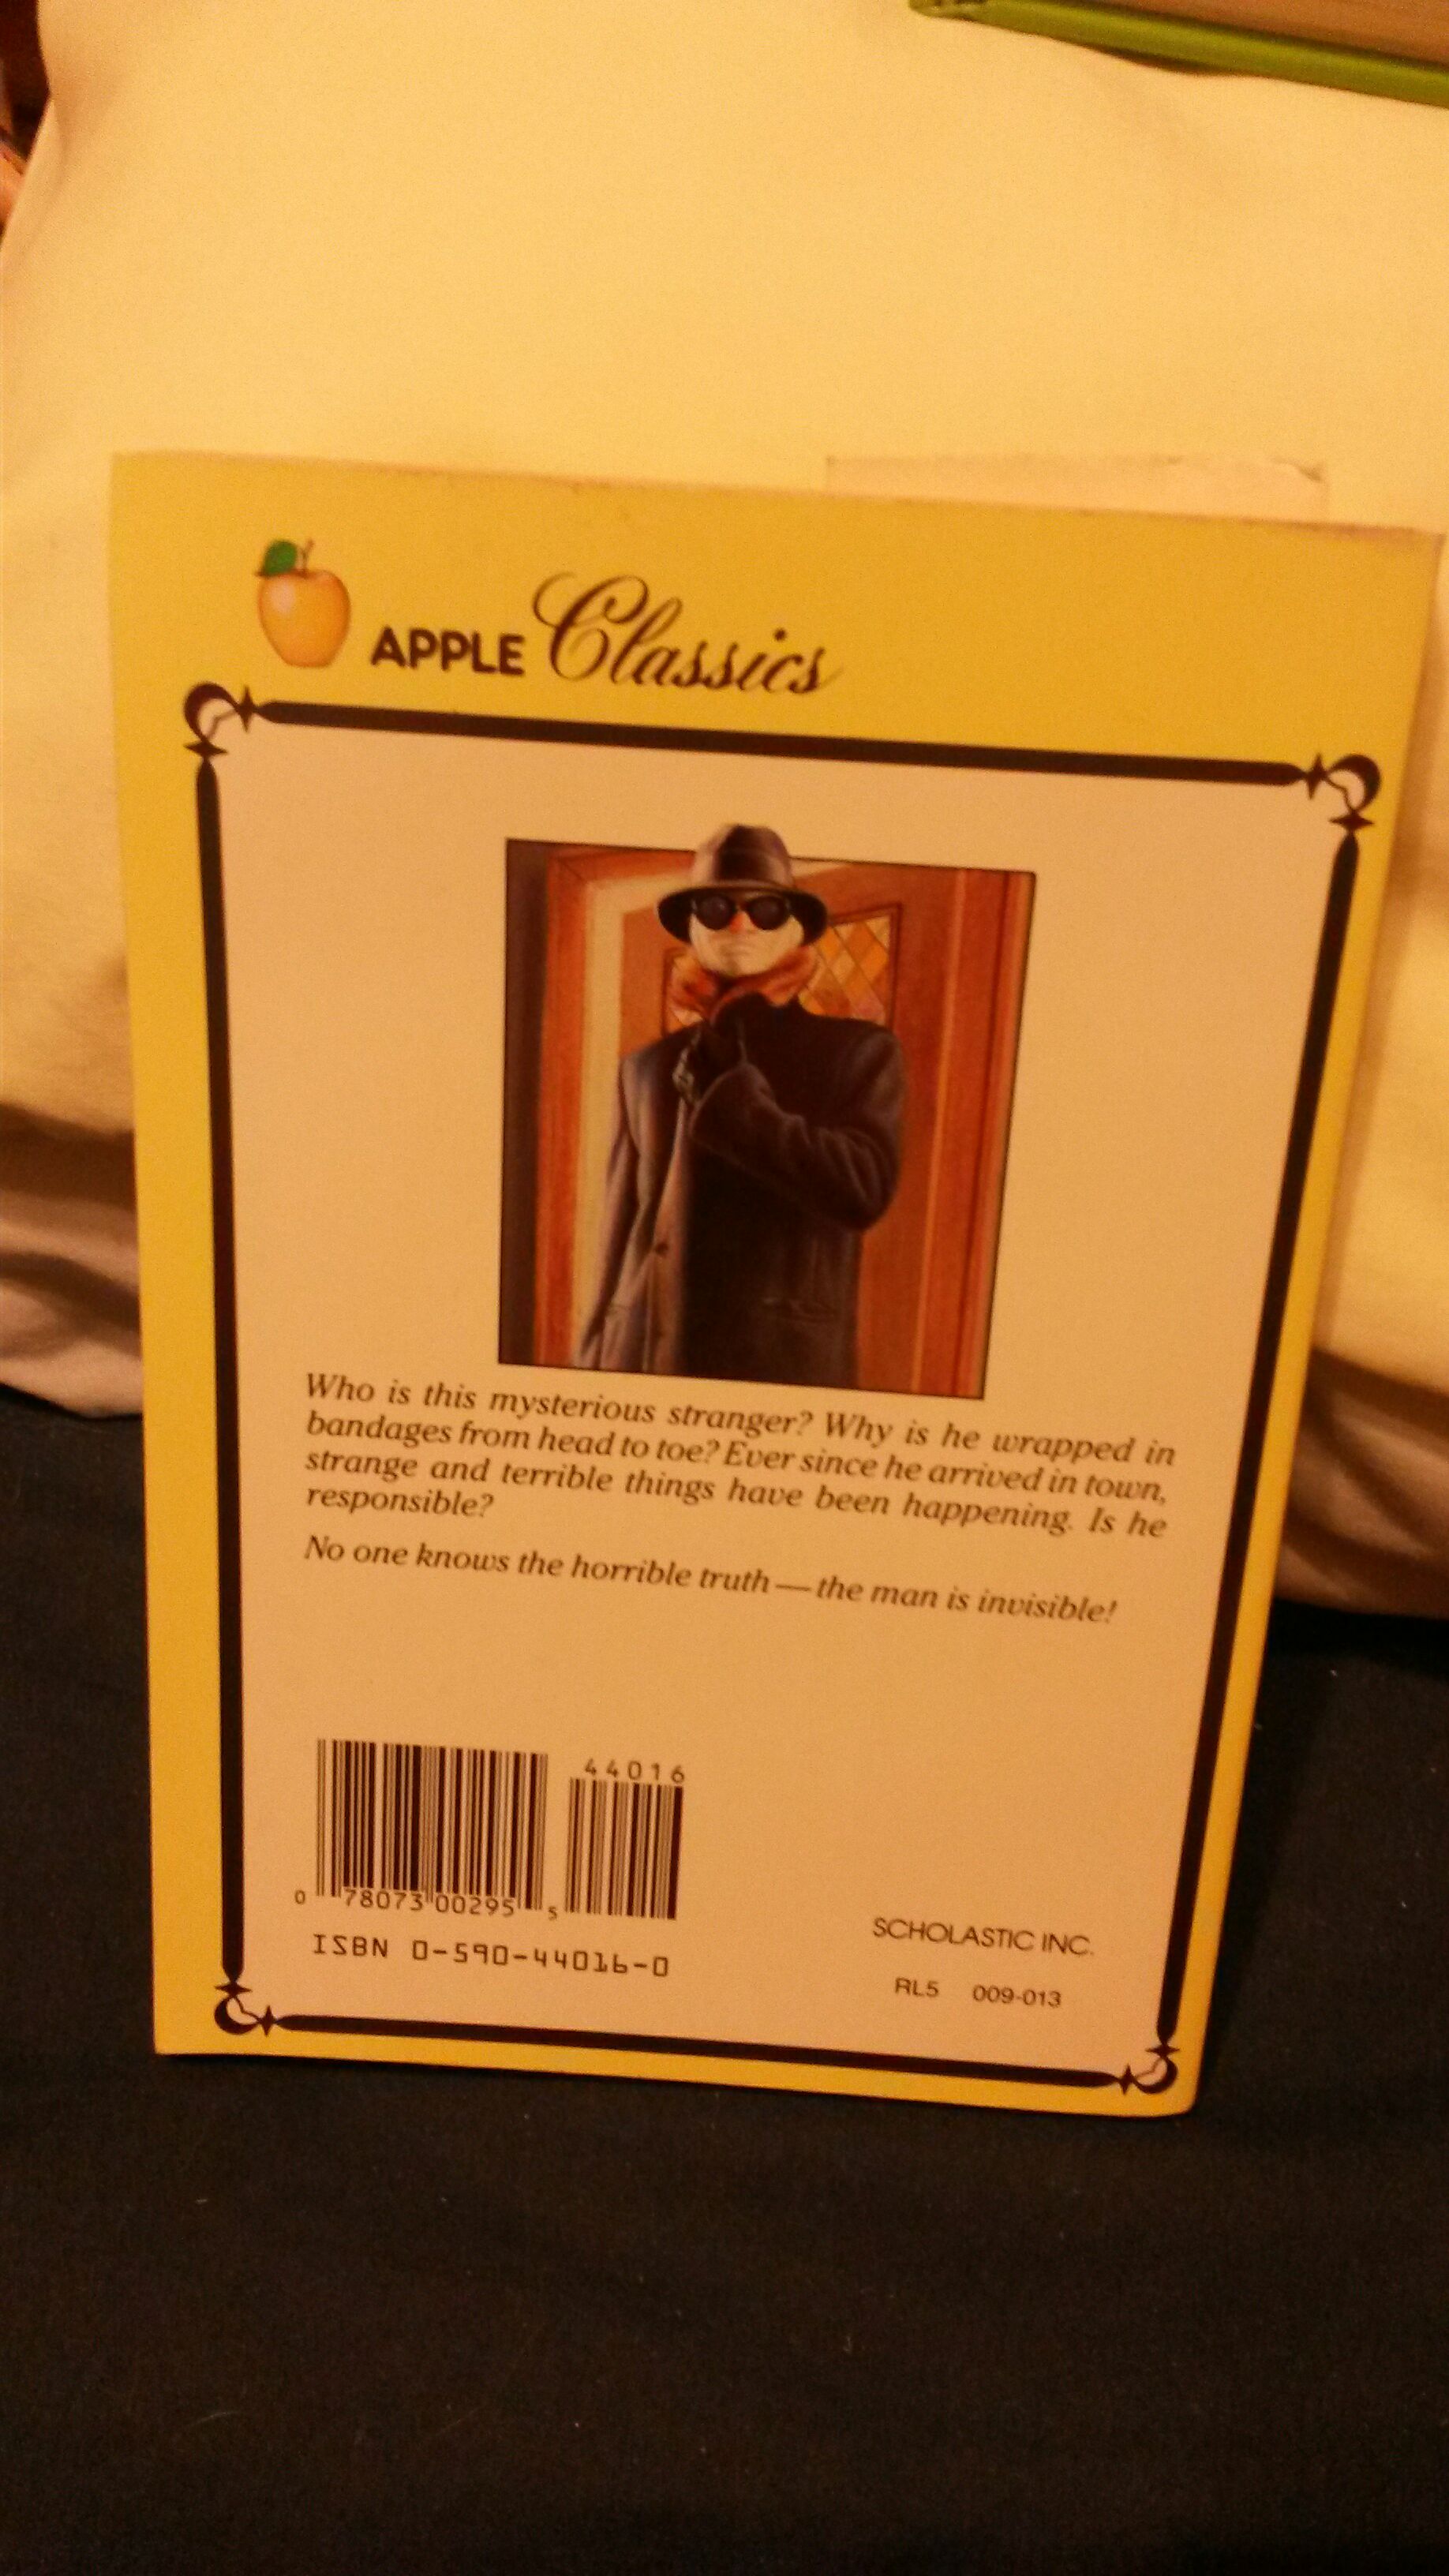 APPLE Classics
Who is this mysterious stranger? Why is he wrapped in
bandages from head to toe? Ever since he arrived in town,
strange and terrible things have been happening. Is he
responsible?
No one knows the horrible truth — the man is invisible!
44016
0 78073 00295 5
ISBN 0-590-44016-0
SCHOLASTIC INC.
RL5 009-013